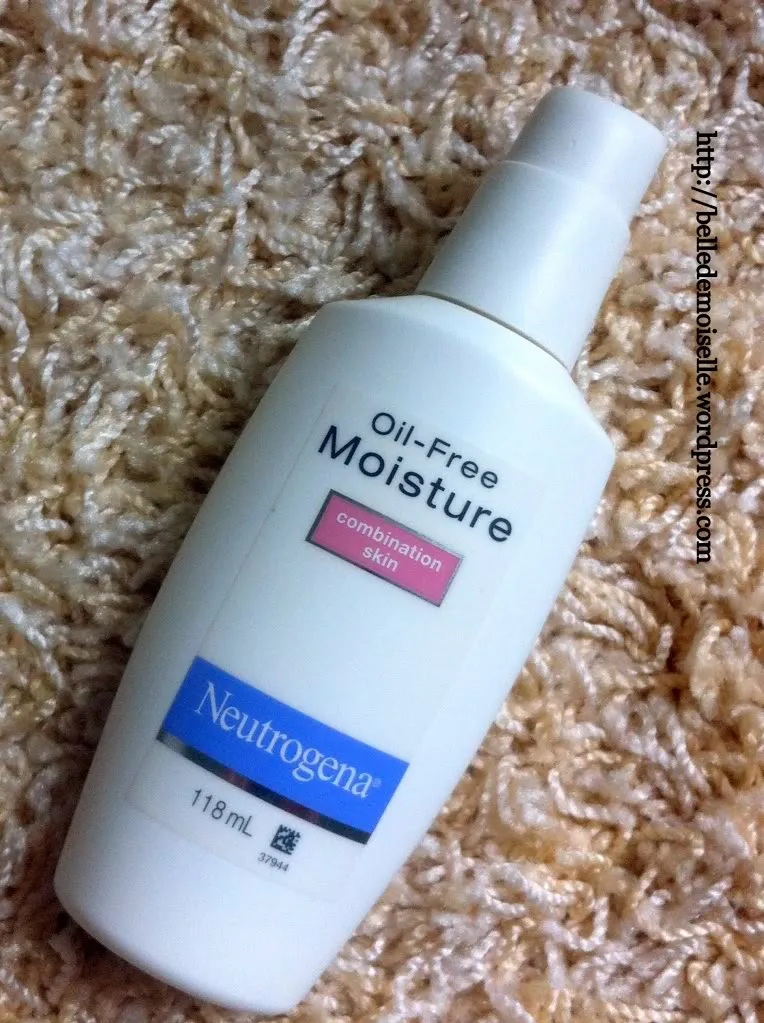 Oil-Free
Moisture
combination
skin
Neutrogena®
118 mL
37944
http://belledemoiselle.wordpress.com